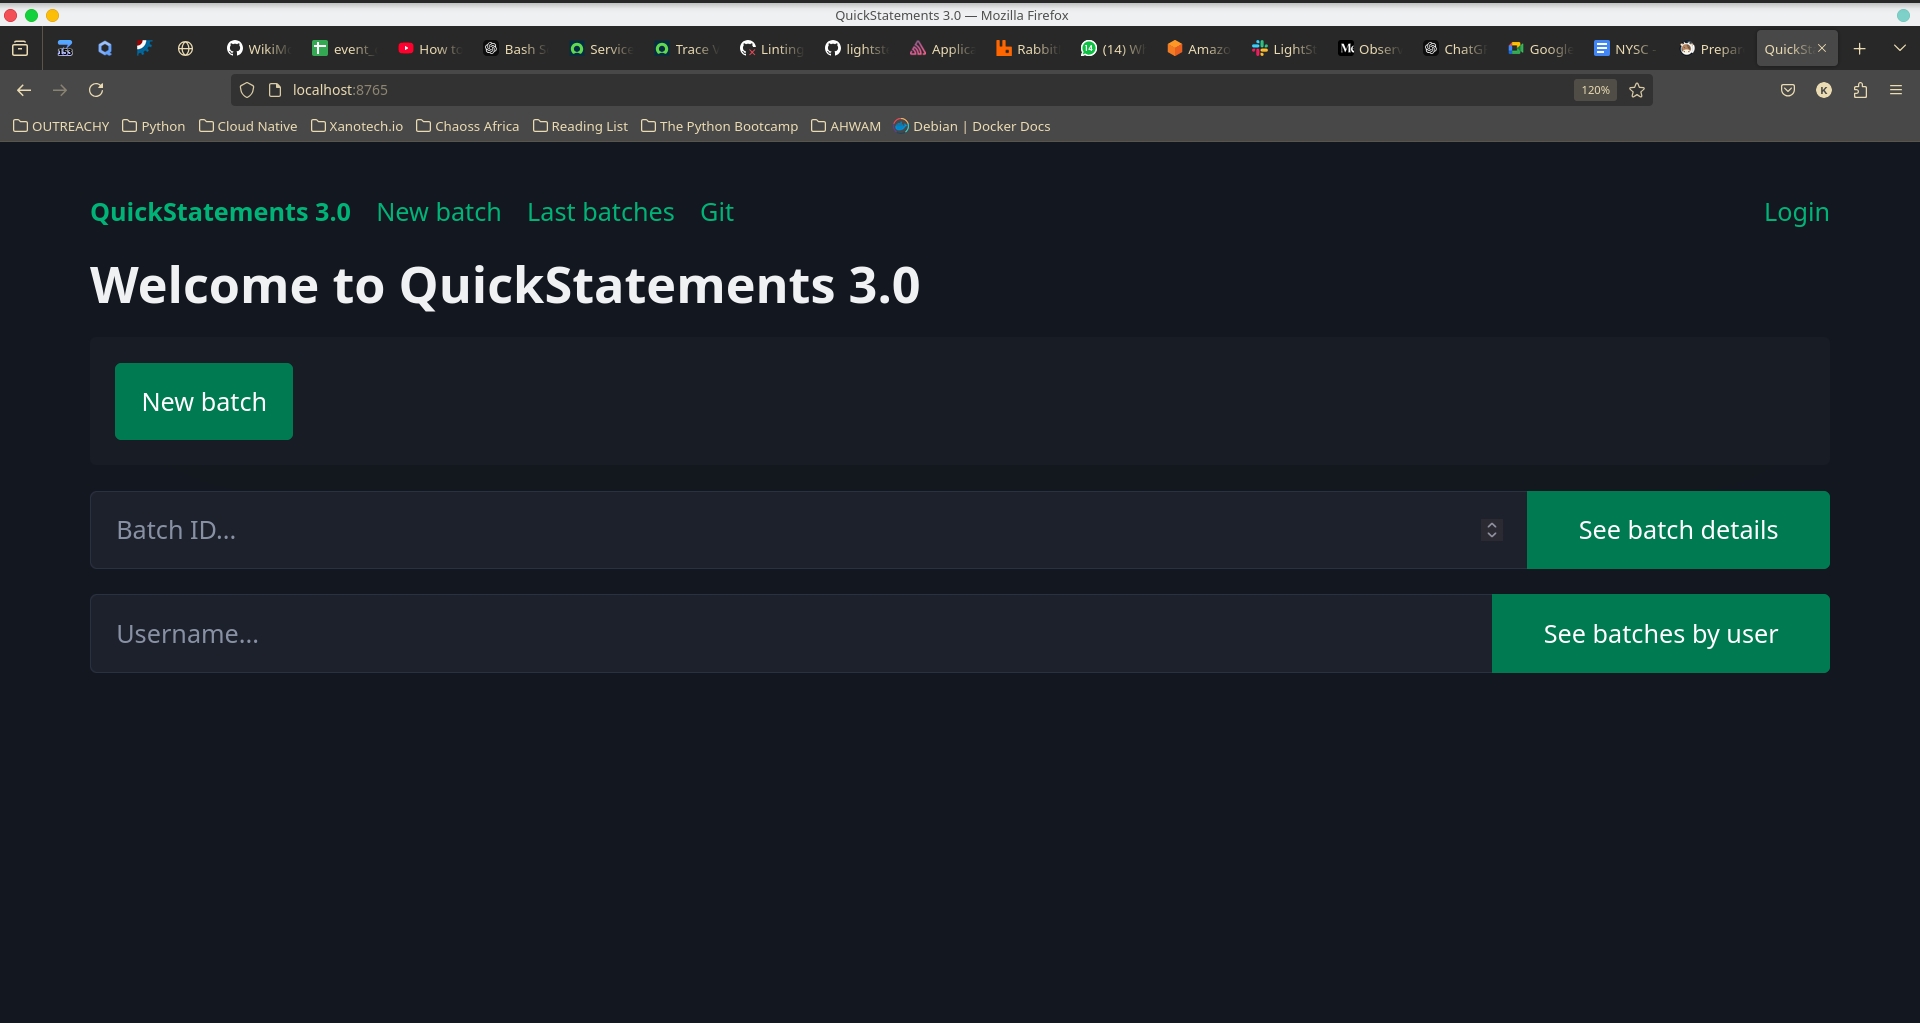 QuickStatements 3.0 — Mozilla Firefox
153 WikiM event_ How to Bash S Service Trace Linting lightst Applica Rabbit (14) W Amazo LightSt Observ ChatG Google NYSC - Prepar QuickSt
localhost:8765 120% K
OUTREACHY Python Cloud Native Xanotech.io Chaoss Africa Reading List The Python Bootcamp AHWAM Debian | Docker Docs
QuickStatements 3.0 New batch Last batches Git Login
Welcome to QuickStatements 3.0
New batch
Batch ID... See batch details
Username... See batches by user